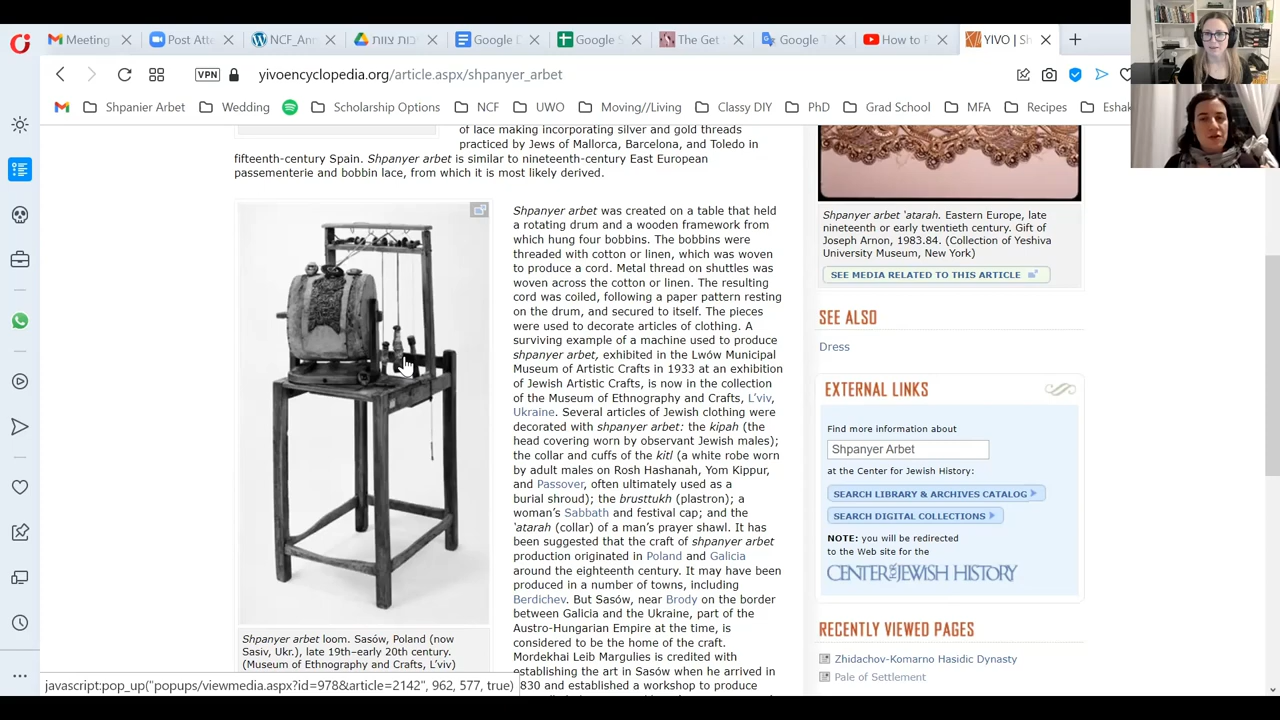 Meeting
Post Atte
NCF_Ann
תיבות צוות
Google D
Google S
The Get
Google T
How to P
YIVO | Sh
VPN
yivoencyclopedia.org/article.aspx/shpanyer_arbet
Shpanier Arbet
Wedding
Scholarship Options
NCF
UWO
Moving//Living
Classy DIY
PhD
Grad School
MFA
Recipes
Eshak
of lace making incorporating silver and gold threads
practiced by Jews of Mallorca, Barcelona, and Toledo in
fifteenth-century Spain. Shpanyer arbet is similar to nineteenth-century East European
passementerie and bobbin lace, from which it is most likely derived.
Shpanyer arbet was created on a table that held
a rotating drum and a wooden framework from
which hung four bobbins. The bobbins were
threaded with cotton or linen, which was woven
to produce a cord. Metal thread on shuttles was
woven across the cotton or linen. The resulting
cord was coiled, following a paper pattern resting
on the drum, and secured to itself. The pieces
were used to decorate articles of clothing. A
surviving example of a machine used to produce
shpanyer arbet, exhibited in the Lwów Municipal
Museum of Artistic Crafts in 1933 at an exhibition
of Jewish Artistic Crafts, is now in the collection
of the Museum of Ethnography and Crafts, L'viv,
Ukraine. Several articles of Jewish clothing were
decorated with shpanyer arbet: the kipah (the
head covering worn by observant Jewish males);
the collar and cuffs of the kitl (a white robe worn
by adult males on Rosh Hashanah, Yom Kippur,
and Passover, often ultimately used as a
burial shroud); the brusttukh (plastron); a
woman's Sabbath and festival cap; and the
'atarah (collar) of a man's prayer shawl. It has
been suggested that the craft of shpanyer arbet
production originated in Poland and Galicia
around the eighteenth century. It may have been
produced in a number of towns, including
Berdichev. But Sasów, near Brody on the border
between Galicia and the Ukraine, part of the
Austro-Hungarian Empire at the time, is
considered to be the home of the craft.
Mordekhai Leib Margulies is credited with
establishing the art in Sasów when he arrived in
1830 and established a workshop to produce
Shpanyer arbet loom. Sasów, Poland (now
Sasiv, Ukr.), late 19th–early 20th century.
(Museum of Ethnography and Crafts, L'viv)
javascript:pop_up("popups/viewmedia.aspx?id=978&article=2142", 962, 577, true)
Shpanyer arbet 'atarah. Eastern Europe, late
nineteenth or early twentieth century. Gift of
Joseph Arnon, 1983.84. (Collection of Yeshiva
University Museum, New York)
SEE MEDIA RELATED TO THIS ARTICLE
SEE ALSO
Dress
EXTERNAL LINKS
Find more information about
Shpanyer Arbet
at the Center for Jewish History:
SEARCH LIBRARY & ARCHIVES CATALOG
SEARCH DIGITAL COLLECTIONS
NOTE: you will be redirected
to the Web site for the
CENTER for JEWISH HISTORY
RECENTLY VIEWED PAGES
Zhidachov-Komarno Hasidic Dynasty
Pale of Settlement